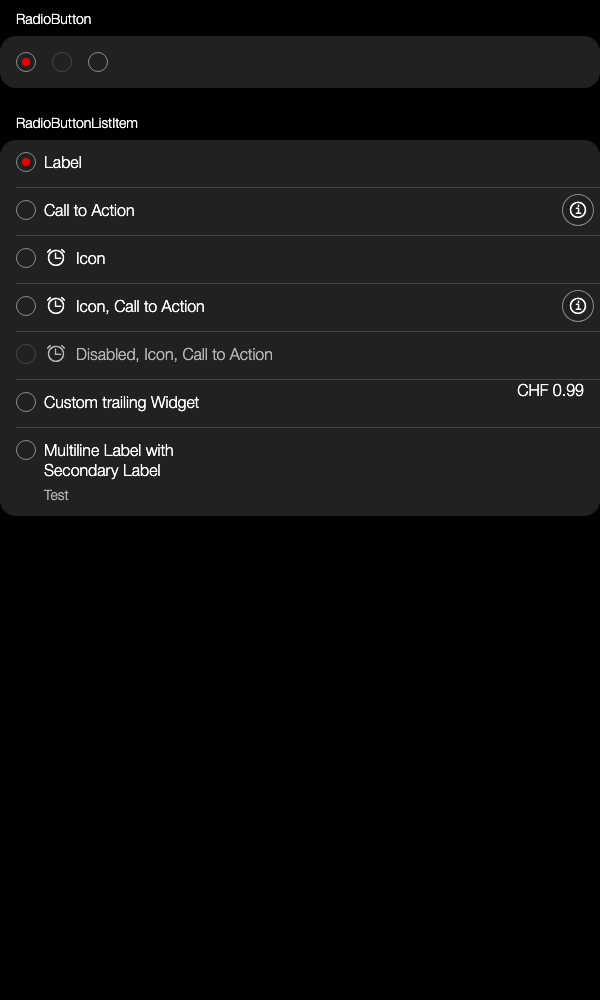 RadioButton
RadioButtonListItem
Label
Call to Action
Icon
Icon, Call to Action
Disabled, Icon, Call to Action
Custom trailing Widget
CHF 0.99
Multiline Label with
Secondary Label
Test